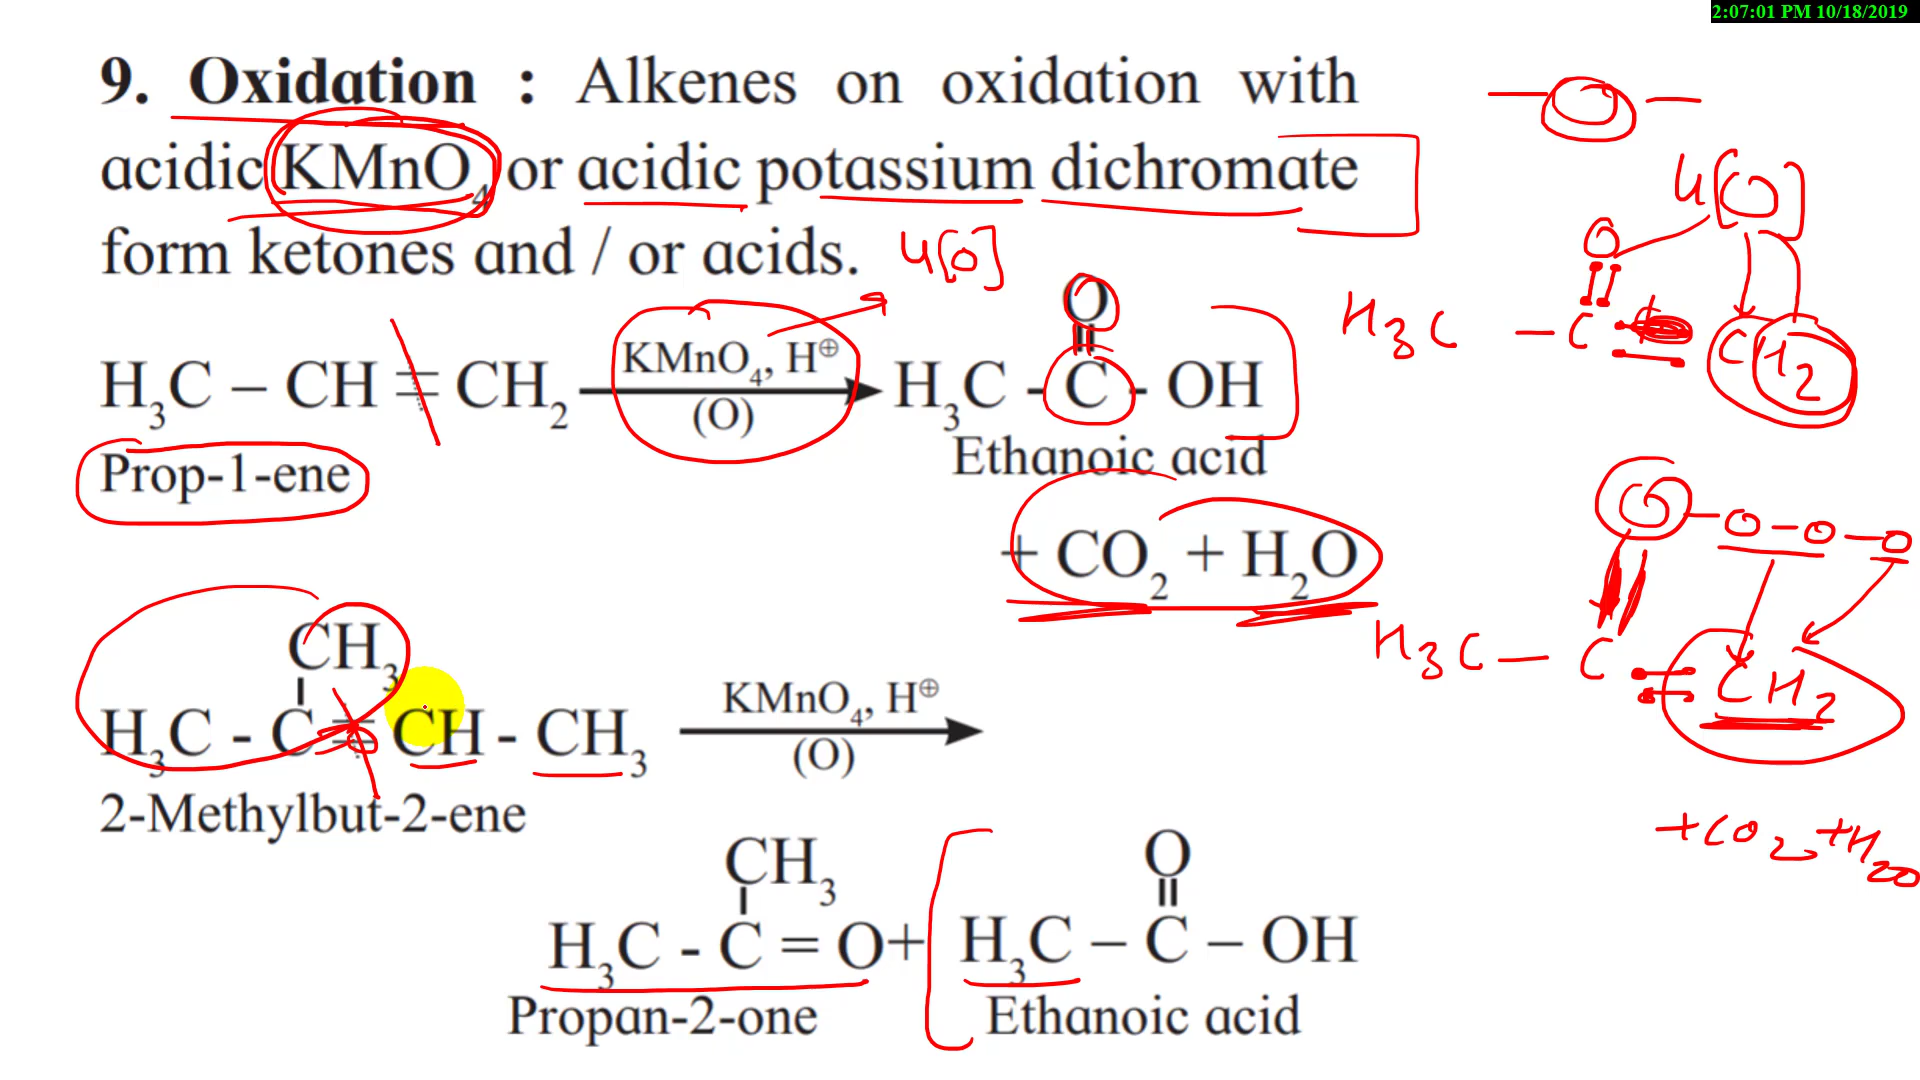 2:07:01 PM 10/18/2019
9. Oxidation : Alkenes on oxidation with
acidic KMnO₄ or acidic potassium dichromate
form ketones and / or acids.
4[O]
4[O]
O
O
H₃C – CH = CH₂
KMnO₄, H⊕
(O)
H₃C - C - OH
H₃C – C
CH₂
Prop-1-ene
Ethanoic acid
+ CO₂ + H₂O
O – O – O
CH₃
H₃C - C = CH - CH₃
KMnO₄, H⊕
(O)
H₃C – C = CH₂
2-Methylbut-2-ene
+ CO₂ + H₂O
CH₃
O
H₃C - C = O +
H₃C – C – OH
Propan-2-one
Ethanoic acid